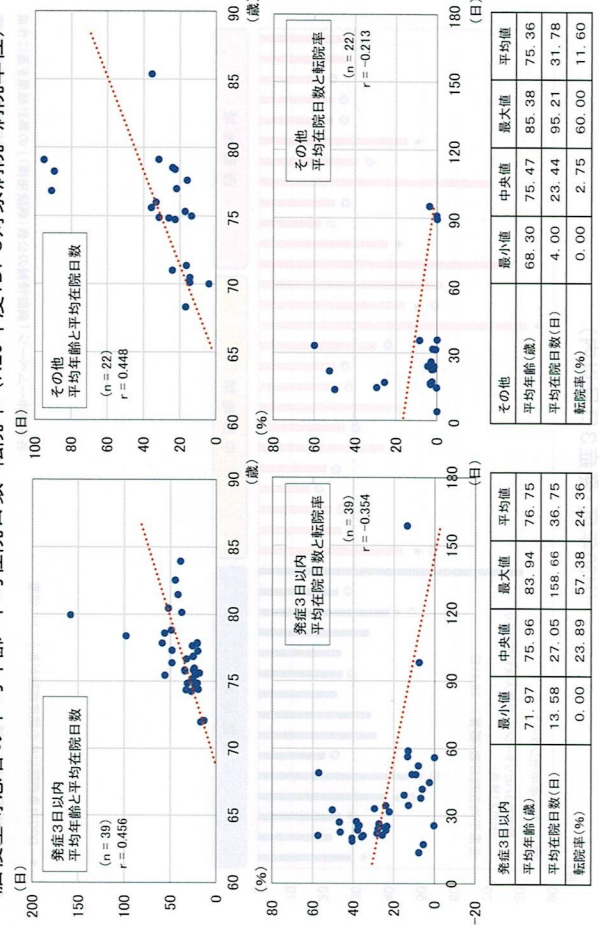 発症3日以内
平均年齢と平均在院日数
(n=39)
r=0.456
(日)
200
150
100
50
0
60
65
70
75
80
85
90
(歳)
その他
平均年齢と平均在院日数
(n=22)
r=0.448
(日)
100
80
60
40
20
0
60
65
70
75
80
85
90
(歳)
発症3日以内
平均在院日数と転院率
(n=39)
r=-0.354
(%)
80
60
40
20
0
-20
0
30
60
90
120
150
180
(日)
その他
平均在院日数と転院率
(n=22)
r=-0.213
(%)
80
60
40
20
0
0
30
60
90
120
150
180
(日)
発症3日以内 最小値 中央値 最大値 平均値
平均年齢(歳) 71.97 75.96 83.94 76.75
平均在院日数(日) 13.58 27.05 158.66 36.75
転院率(%) 0.00 23.89 57.38 24.36
その他 最小値 中央値 最大値 平均値
平均年齢(歳) 68.30 75.47 85.38 75.36
平均在院日数(日) 4.00 23.44 95.21 31.78
転院率(%) 0.00 2.75 60.00 11.60